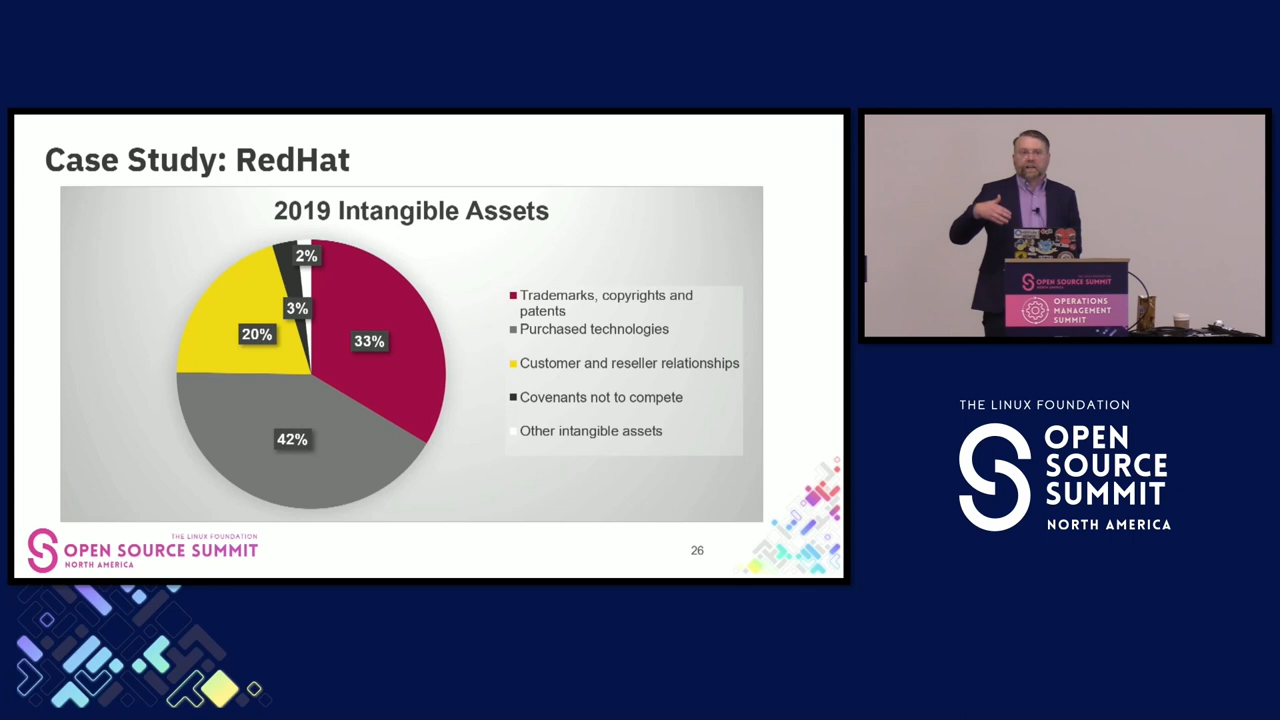 Case Study: RedHat
2019 Intangible Assets
2%
3%
20%
33%
42%
Trademarks, copyrights and
patents
Purchased technologies
Customer and reseller relationships
Covenants not to compete
Other intangible assets
THE LINUX FOUNDATION
OPEN SOURCE SUMMIT
NORTH AMERICA
26
OPEN SOURCE SUMMIT
NORTH AMERICA
OPERATIONS
MANAGEMENT
SUMMIT
THE LINUX FOUNDATION
OPEN
SOURCE
SUMMIT
NORTH AMERICA